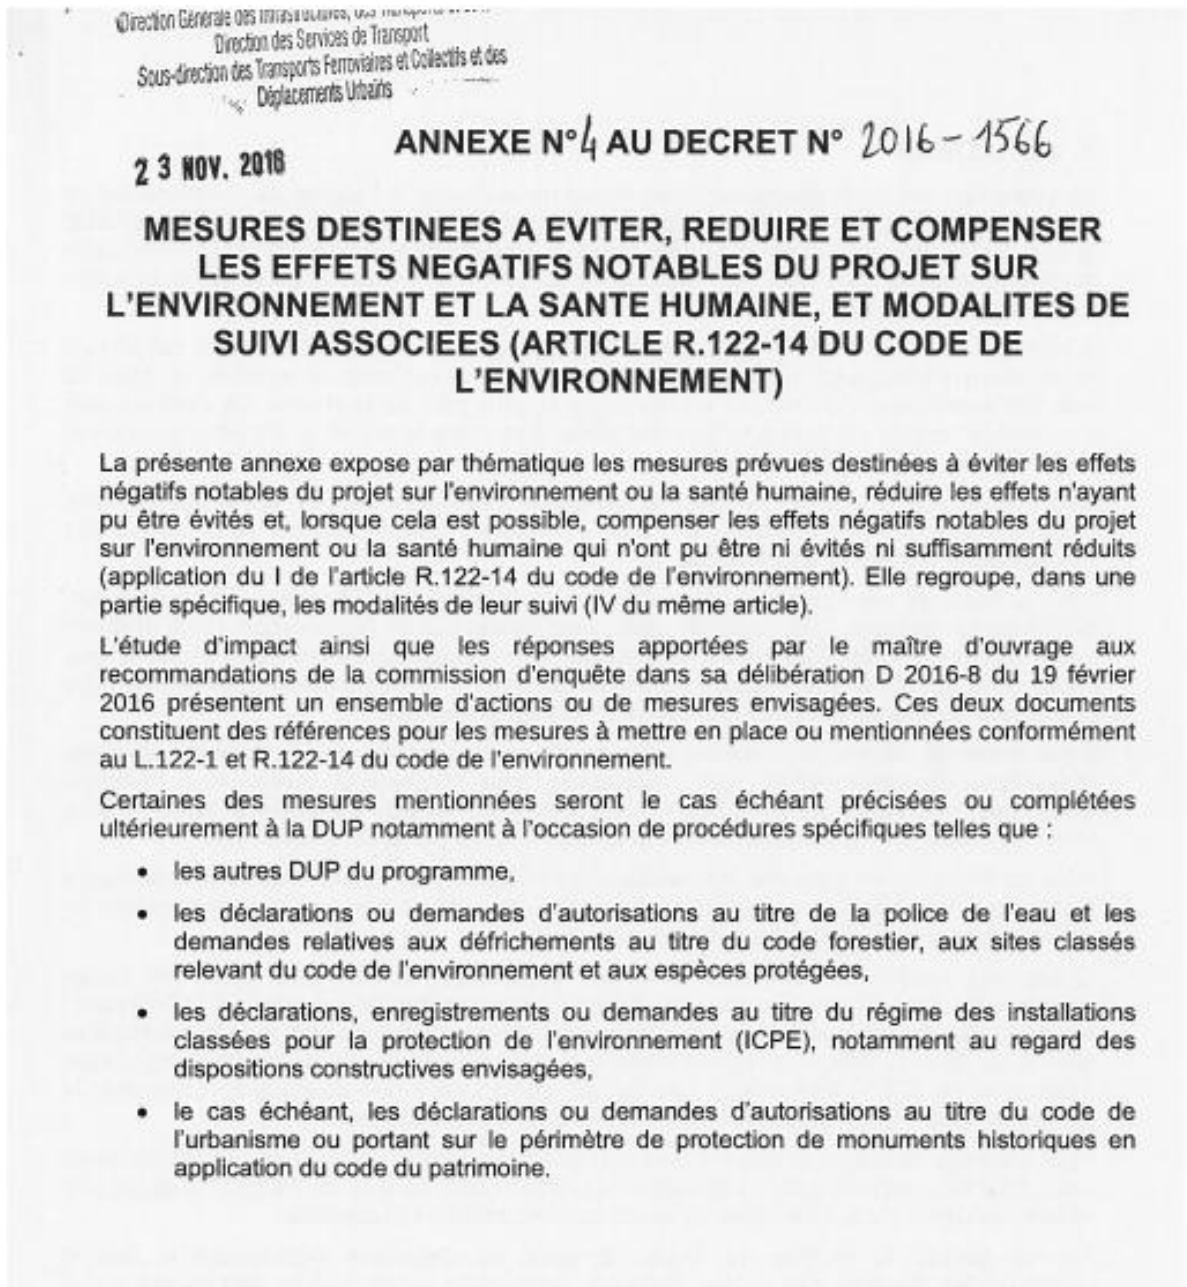 Direction Générale des Infrastructures, des Transports et de
Direction des Services de Transport
Sous-direction des Transports Ferroviaires et Collectifs et des
Déplacements Urbains
23 NOV. 2016
ANNEXE N°4 AU DECRET N° 2016-1566
MESURES DESTINEES A EVITER, REDUIRE ET COMPENSER
LES EFFETS NEGATIFS NOTABLES DU PROJET SUR
L'ENVIRONNEMENT ET LA SANTE HUMAINE, ET MODALITES DE
SUIVI ASSOCIEES (ARTICLE R.122-14 DU CODE DE
L'ENVIRONNEMENT)
La présente annexe expose par thématique les mesures prévues destinées à éviter les effets
négatifs notables du projet sur l'environnement ou la santé humaine, réduire les effets n'ayant
pu être évités et, lorsque cela est possible, compenser les effets négatifs notables du projet
sur l'environnement ou la santé humaine qui n'ont pu être ni évités ni suffisamment réduits
(application du I de l'article R.122-14 du code de l'environnement). Elle regroupe, dans une
partie spécifique, les modalités de leur suivi (IV du même article).
L'étude d'impact ainsi que les réponses apportées par le maître d'ouvrage aux
recommandations de la commission d'enquête dans sa délibération D 2016-8 du 19 février
2016 présentent un ensemble d'actions ou de mesures envisagées. Ces deux documents
constituent des références pour les mesures à mettre en place ou mentionnées conformément
au L.122-1 et R.122-14 du code de l'environnement.
Certaines des mesures mentionnées seront le cas échéant précisées ou complétées
ultérieurement à la DUP notamment à l'occasion de procédures spécifiques telles que :
• les autres DUP du programme,
• les déclarations ou demandes d'autorisations au titre de la police de l'eau et les
demandes relatives aux défrichements au titre du code forestier, aux sites classés
relevant du code de l'environnement et aux espèces protégées,
• les déclarations, enregistrements ou demandes au titre du régime des installations
classées pour la protection de l'environnement (ICPE), notamment au regard des
dispositions constructives envisagées,
• le cas échéant, les déclarations ou demandes d'autorisations au titre du code de
l'urbanisme ou portant sur le périmètre de protection de monuments historiques en
application du code du patrimoine.